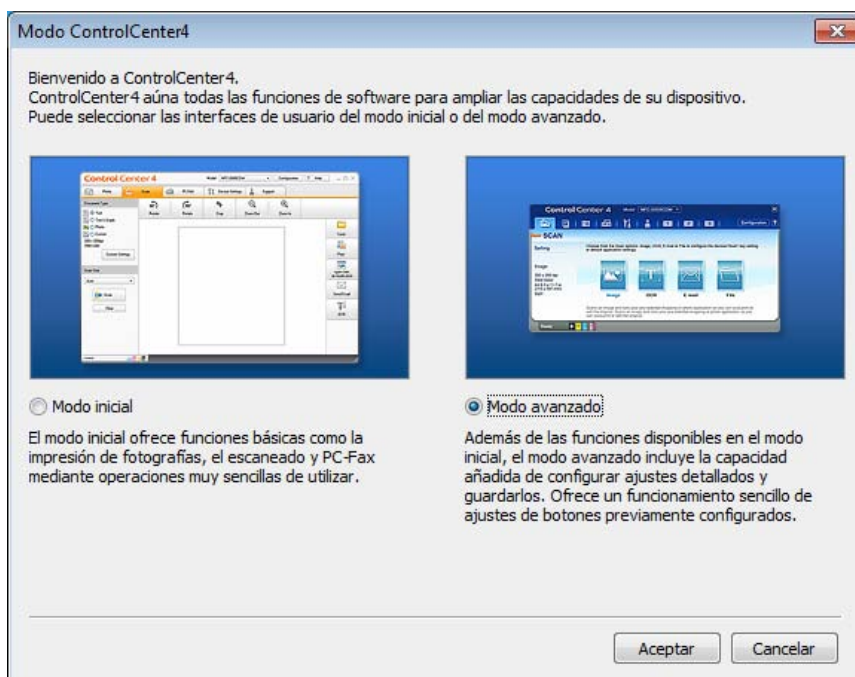 Modo ControlCenter4
Bienvenido a ControlCenter4.
ControlCenter4 aúna todas las funciones de software para ampliar las capacidades de su dispositivo.
Puede seleccionar las interfaces de usuario del modo inicial o del modo avanzado.
Control Center 4
Control Center 4
SCAN
Image
OCR
E-mail
File
Modo inicial
Modo avanzado
El modo inicial ofrece funciones básicas como la
impresión de fotografías, el escaneado y PC-Fax
mediante operaciones muy sencillas de utilizar.
Además de las funciones disponibles en el modo
inicial, el modo avanzado incluye la capacidad
añadida de configurar ajustes detallados y
guardarlos. Ofrece un funcionamiento sencillo de
ajustes de botones previamente configurados.
Aceptar
Cancelar